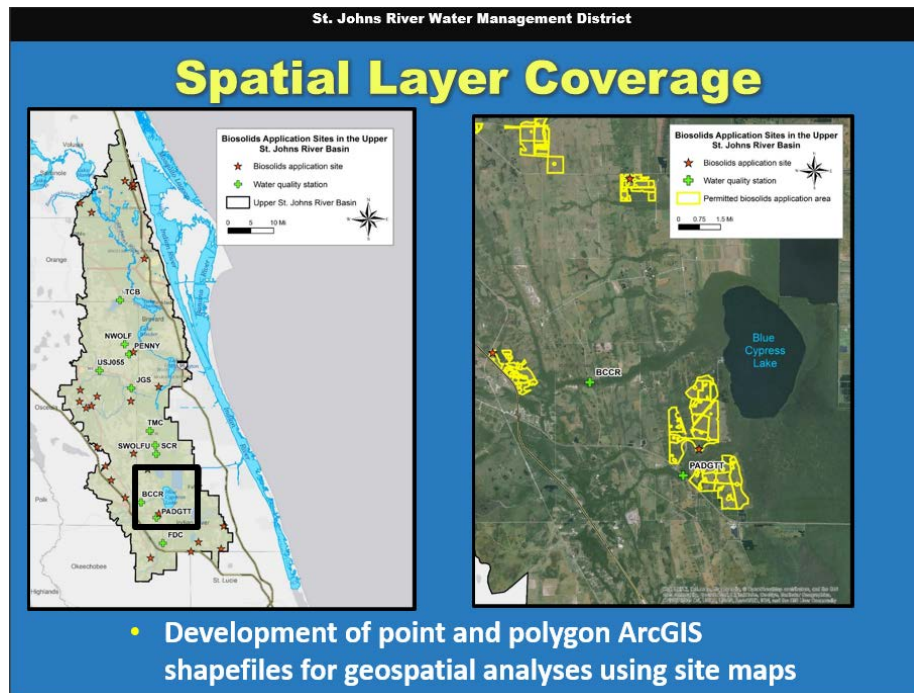 St. Johns River Water Management District
Spatial Layer Coverage
Biosolids Application Sites in the Upper
St. Johns River Basin
Biosolids application site
Water quality station
Upper St. Johns River Basin
0 5 10 Mi
Volusia
Seminole
Orange
Brevard
TCB
NWOLF
PENNY
USJ055
JGS
Osceola
TMC
SWOLFU
SCR
BCCR
PADGTT
Indian River
FDC
Polk
Okeechobee
St. Lucie
Highlands
Indian River
Biosolids Application Sites in the Upper
St. Johns River Basin
Biosolids application site
Water quality station
Permitted biosolids application area
0 0.75 1.5 Mi
Blue
Cypress
Lake
BCCR
PADGTT
• Development of point and polygon ArcGIS
shapefiles for geospatial analyses using site maps